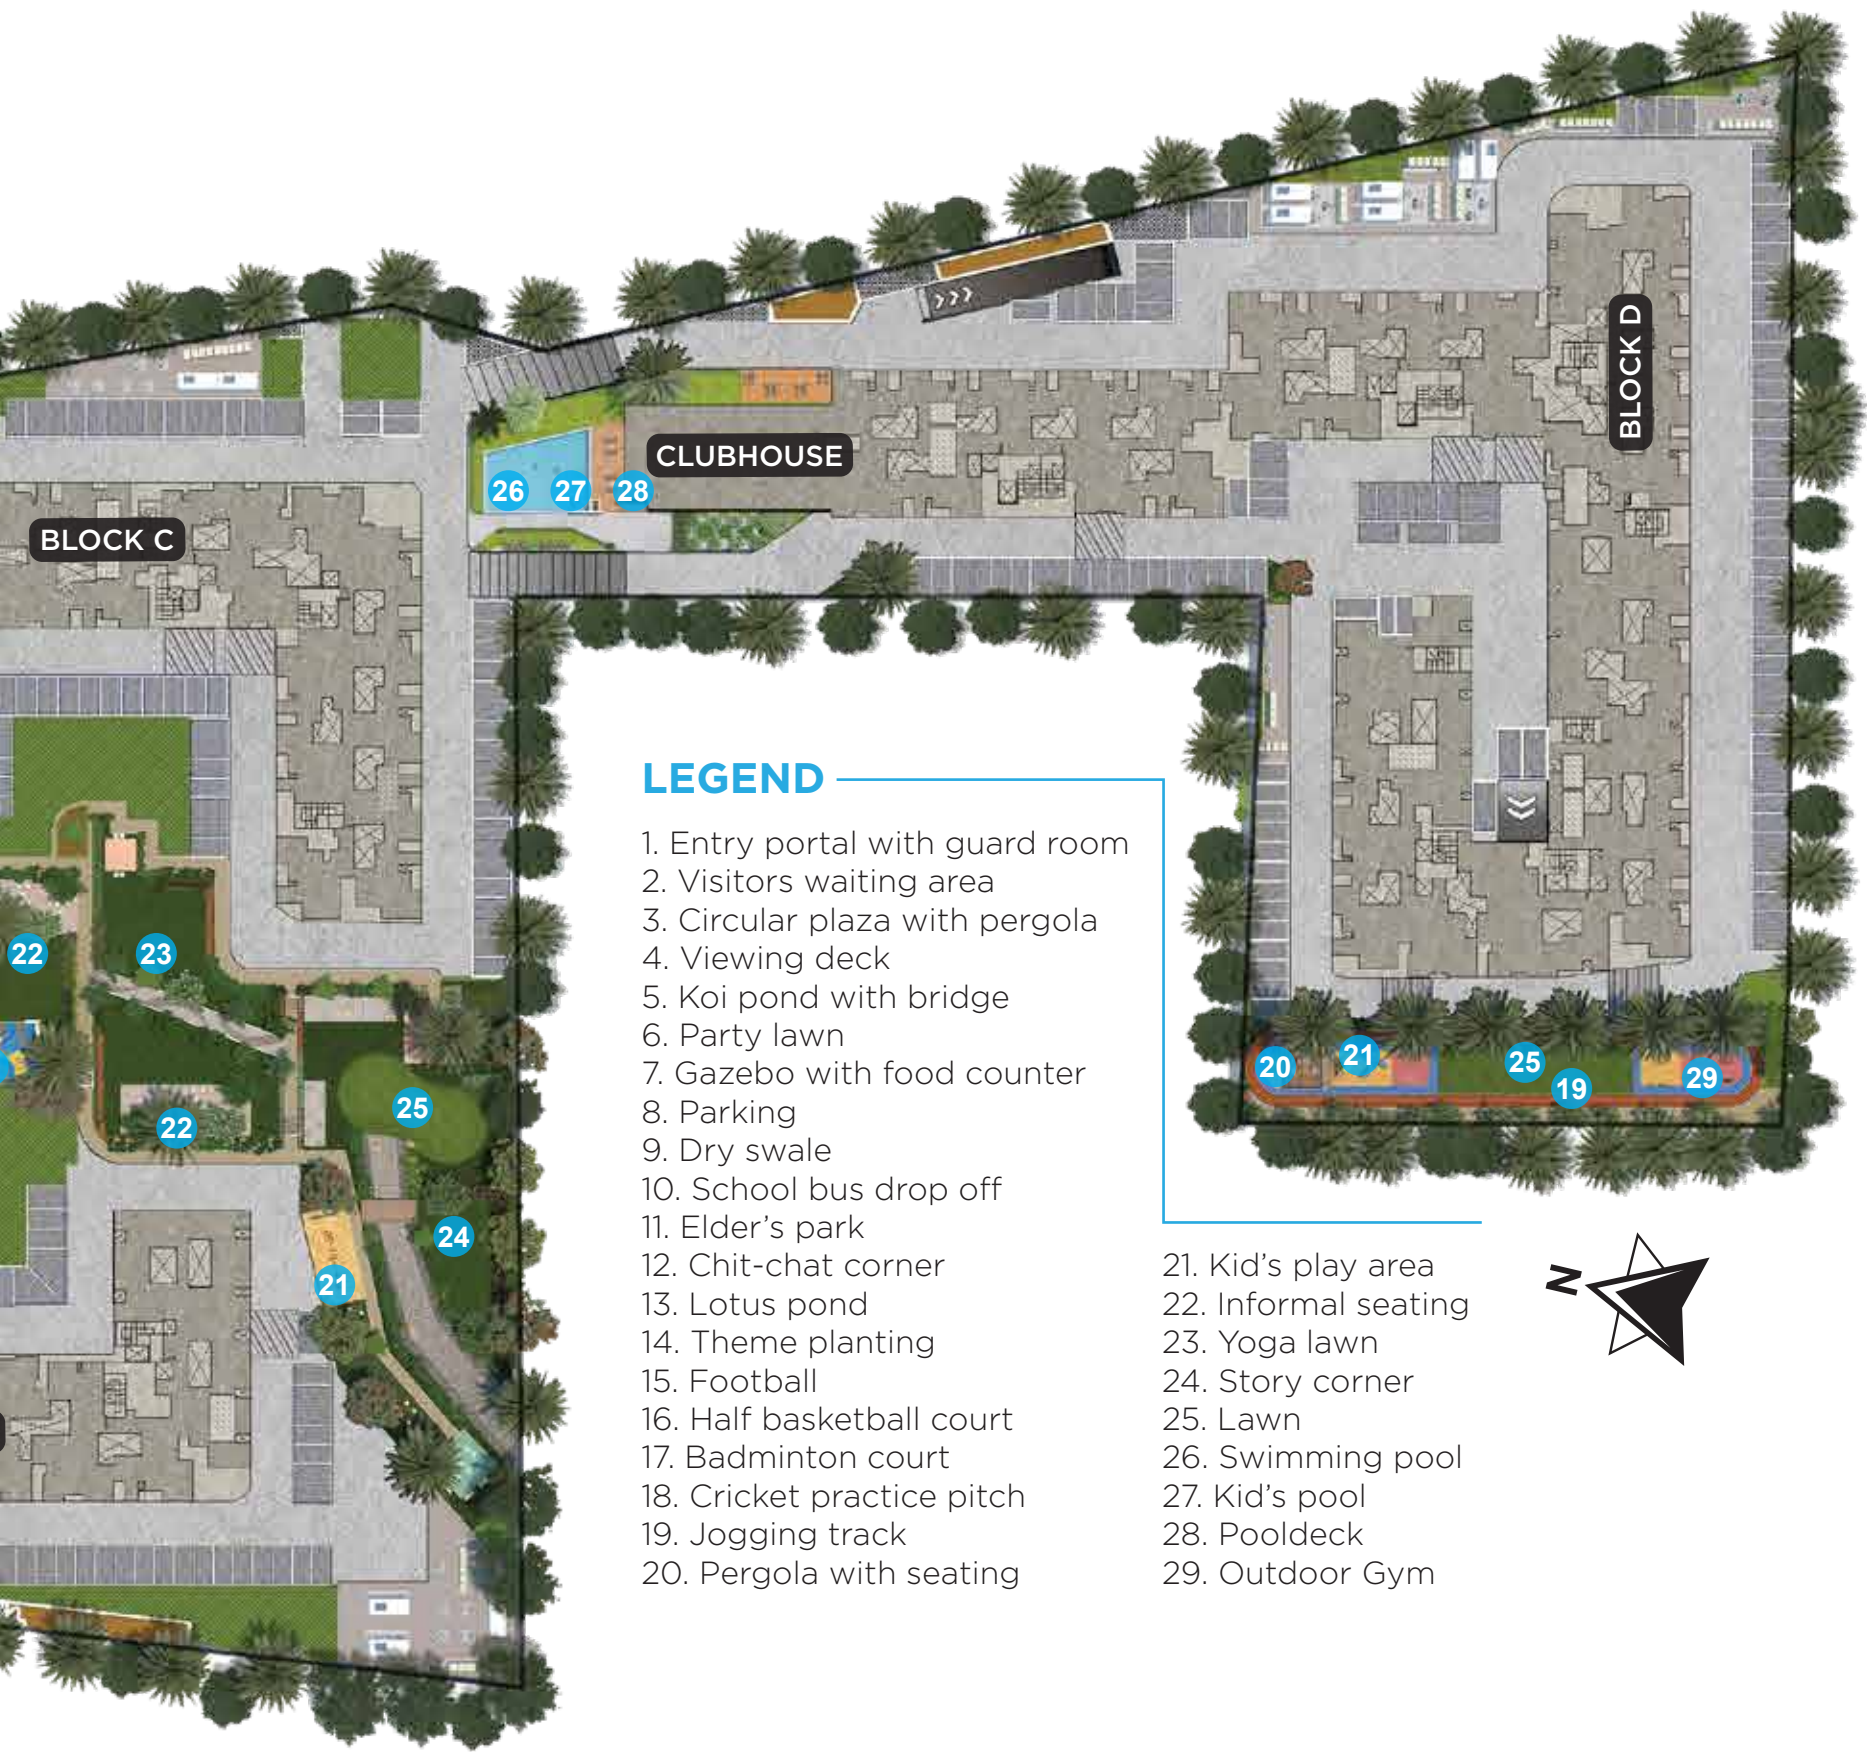 BLOCK D
CLUBHOUSE
26
27
28
BLOCK C
LEGEND
1. Entry portal with guard room
2. Visitors waiting area
3. Circular plaza with pergola
4. Viewing deck
5. Koi pond with bridge
6. Party lawn
7. Gazebo with food counter
8. Parking
9. Dry swale
10. School bus drop off
11. Elder's park
12. Chit-chat corner
13. Lotus pond
14. Theme planting
15. Football
16. Half basketball court
17. Badminton court
18. Cricket practice pitch
19. Jogging track
20. Pergola with seating
21. Kid's play area
22. Informal seating
23. Yoga lawn
24. Story corner
25. Lawn
26. Swimming pool
27. Kid's pool
28. Pooldeck
29. Outdoor Gym
22
23
22
25
24
21
20
21
25
19
29
N